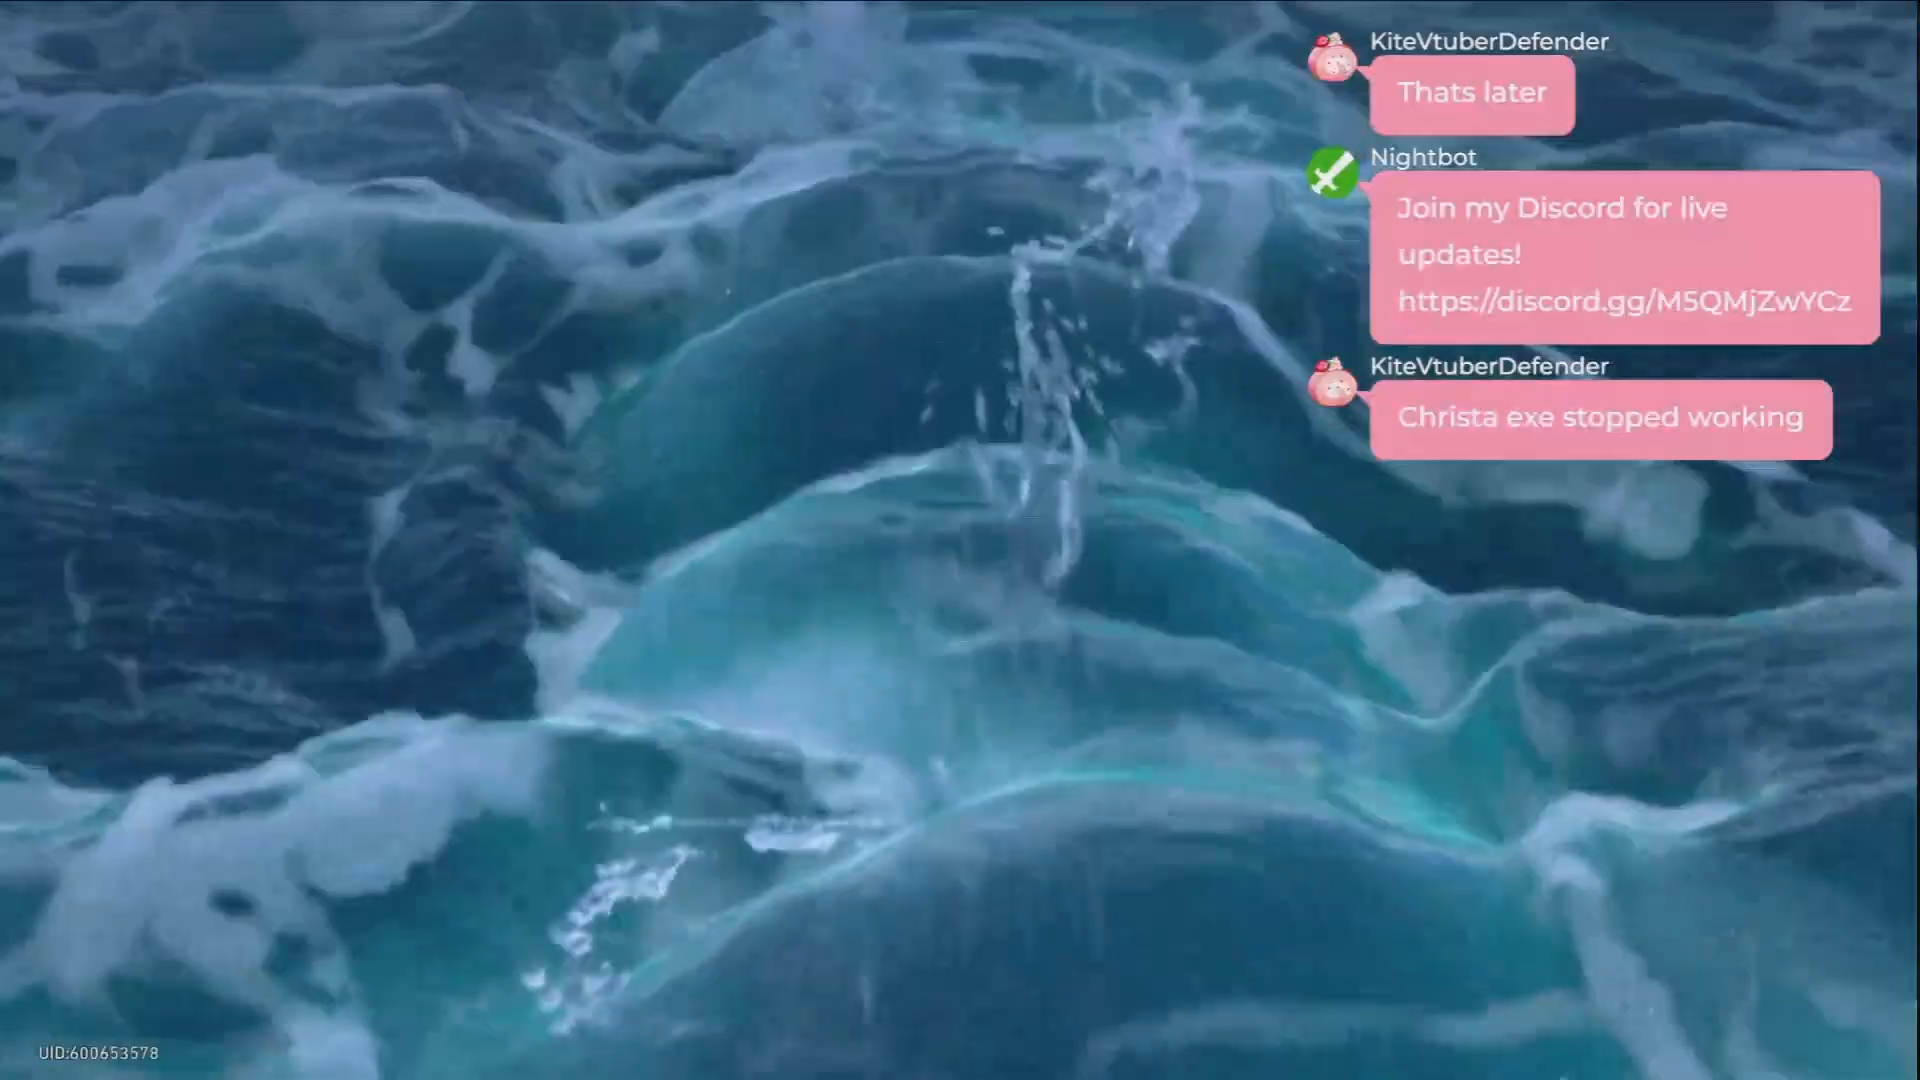 KiteVtuberDefender
Thats later
Nightbot
Join my Discord for live
updates!
https://discord.gg/M5QMjZwYCz
KiteVtuberDefender
Christa exe stopped working
UID:600653578